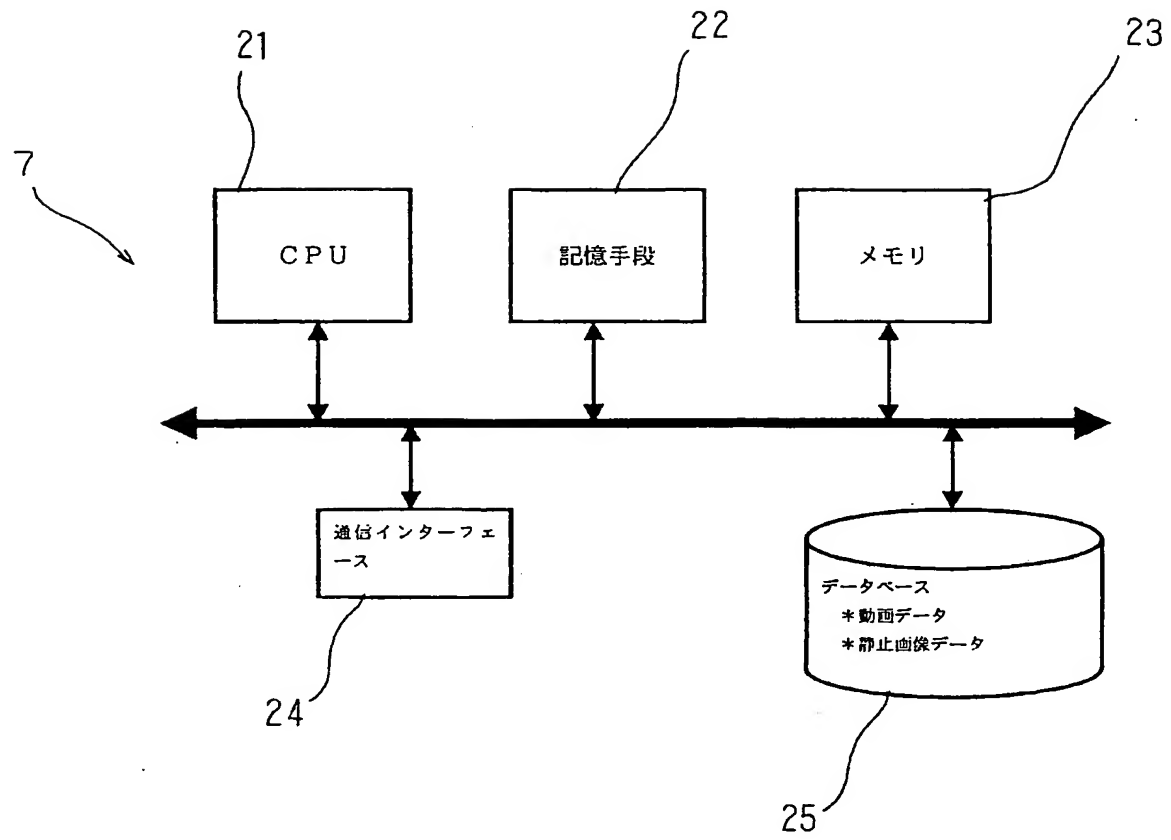 21
22
23
7
ＣＰＵ
記憶手段
メモリ
通信インターフェ
ース
データベース
＊動画データ
＊静止画像データ
24
25